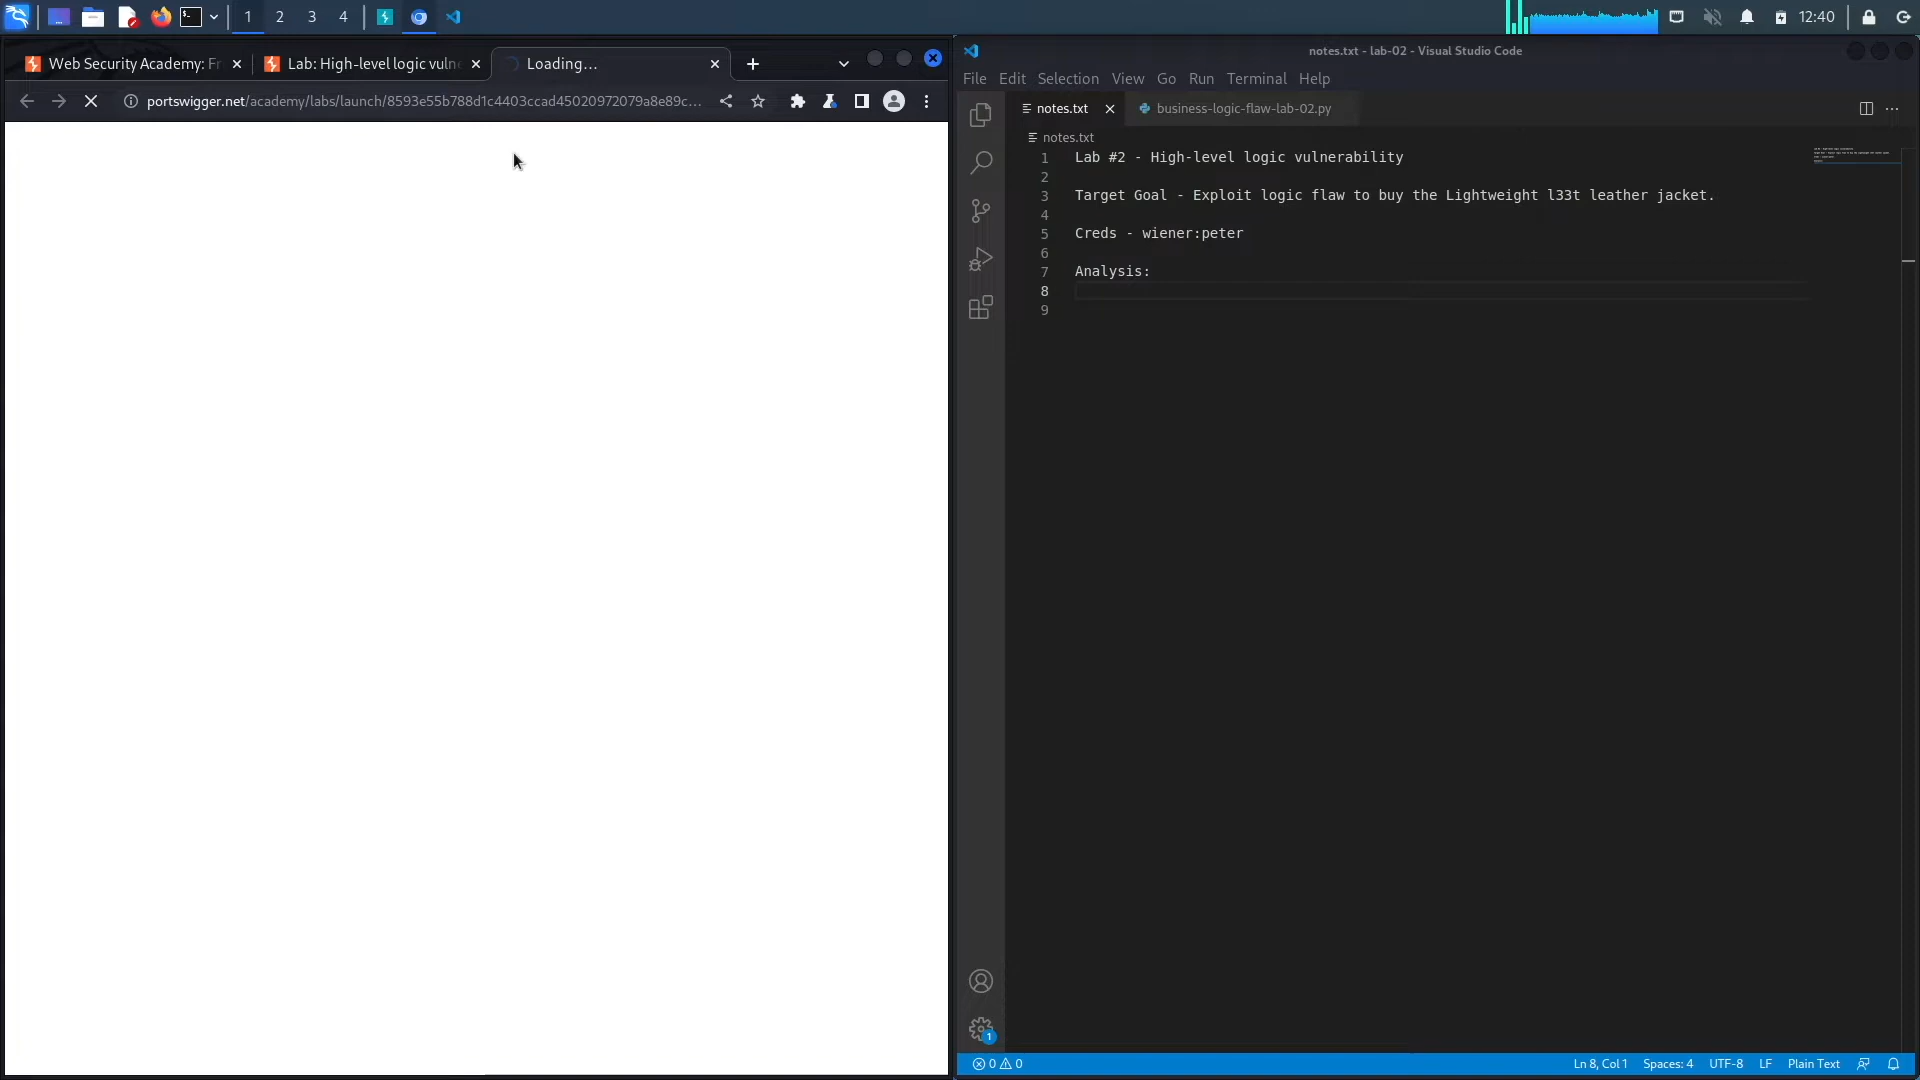 1 2 3 4
12:40
Web Security Academy: Fr
Lab: High-level logic vulne
Loading...
portswigger.net/academy/labs/launch/8593e55b788d1c4403ccad45020972079a8e89c...
notes.txt - lab-02 - Visual Studio Code
File Edit Selection View Go Run Terminal Help
notes.txt
business-logic-flaw-lab-02.py
notes.txt
1 Lab #2 - High-level logic vulnerability
2
3 Target Goal - Exploit logic flaw to buy the Lightweight l33t leather jacket.
4
5 Creds - wiener:peter
6
7 Analysis:
8
9
1
0 0
Ln 8, Col 1 Spaces: 4 UTF-8 LF Plain Text